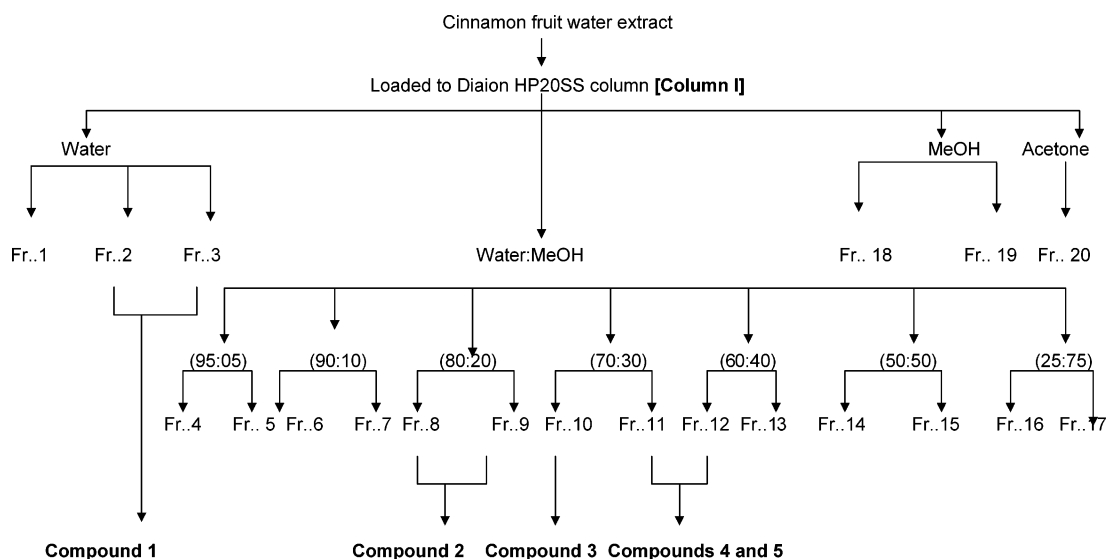 Cinnamon fruit water extract
Loaded to Diaion HP20SS column [Column I]
Water MeOH Acetone
Fr..1 Fr..2 Fr..3 Water:MeOH Fr.. 18 Fr.. 19 Fr.. 20
(95:05) (90:10) (80:20) (70:30) (60:40) (50:50) (25:75)
Fr..4 Fr.. 5 Fr..6 Fr..7 Fr..8 Fr..9 Fr..10 Fr..11 Fr..12 Fr..13 Fr..14 Fr..15 Fr..16 Fr..17
Compound 1 Compound 2 Compound 3 Compounds 4 and 5